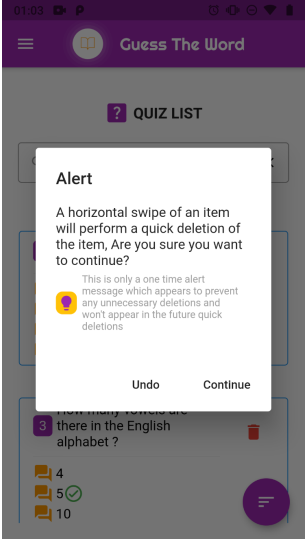 01:03
Guess The Word
? QUIZ LIST
Alert
A horizontal swipe of an item
will perform a quick deletion of
the item, Are you sure you want
to continue?
This is only a one time alert
message which appears to prevent
any unnecessary deletions and
won't appear in the future quick
deletions
Undo Continue
How many vowels are
3 there in the English
alphabet ?
4
5
10